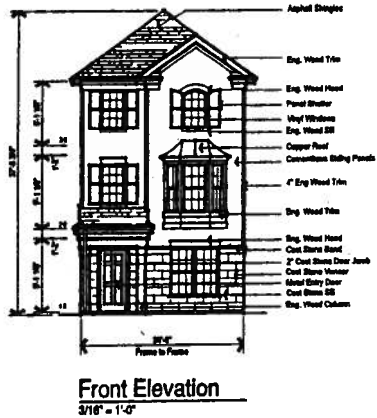 Asphalt Shingles
Eng. Wood Trim
Eng. Wood Head
Panel Shutter
Vinyl Windows
Eng. Wood Sill
Copper Roof
Conventions Siding Panels
4" Eng Wood Trim
Eng. Wood Trim
Eng. Wood Head
Cast Stone Band
2" Cast Stone Door Jamb
Cast Stone Veneer
Metal Entry Door
Cast Stone Sill
Eng. Wood Column
Frame to Frame
Front Elevation
3/16" = 1'-0"